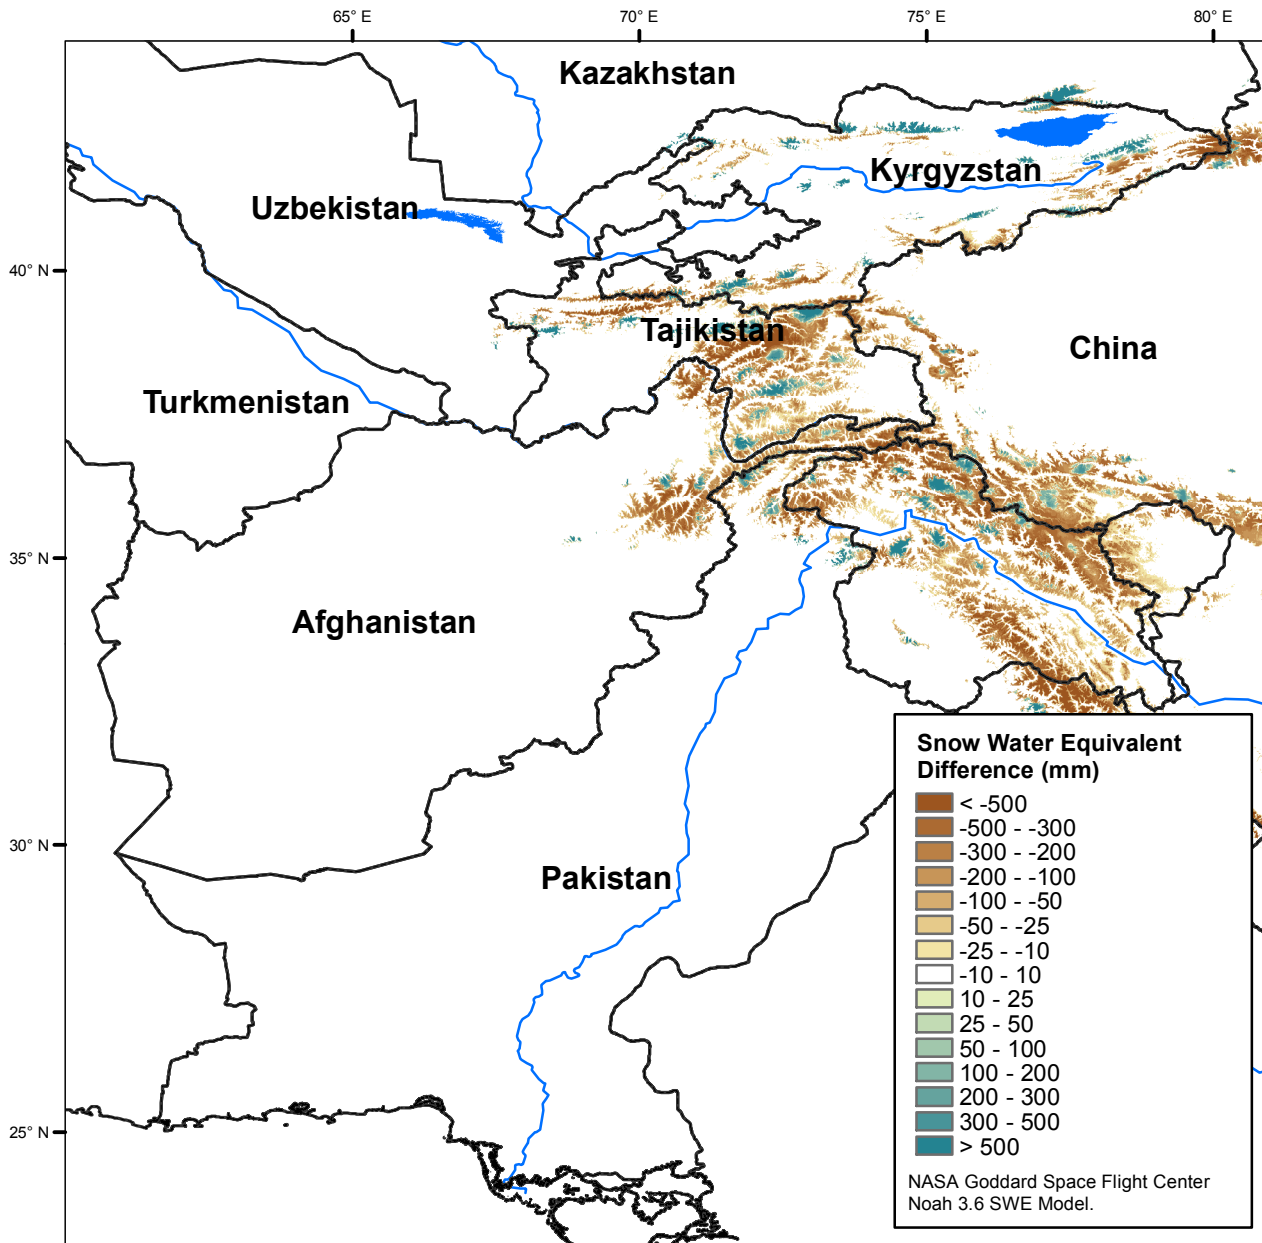 65° E
70° E
75° E
80° E
Kazakhstan
Kyrgyzstan
Uzbekistan
40° N
Tajikistan
China
Turkmenistan
35° N
Afghanistan
30° N
Pakistan
25° N
Snow Water Equivalent
Difference (mm)
< -500
-500 - -300
-300 - -200
-200 - -100
-100 - -50
-50 - -25
-25 - -10
-10 - 10
10 - 25
25 - 50
50 - 100
100 - 200
200 - 300
300 - 500
> 500
NASA Goddard Space Flight Center
Noah 3.6 SWE Model.